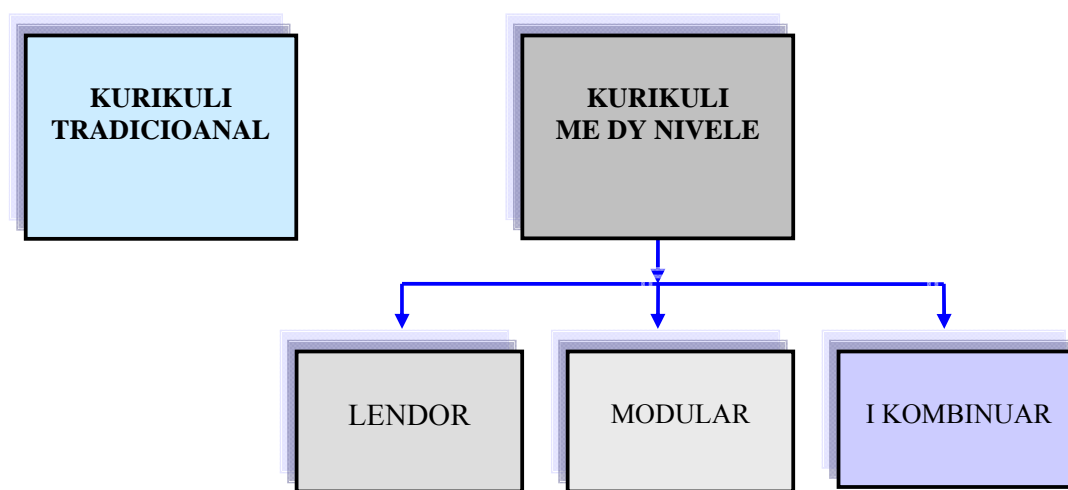 KURIKULI
TRADICIOANAL
KURIKULI
ME DY NIVELE
LENDOR
MODULAR
I KOMBINUAR